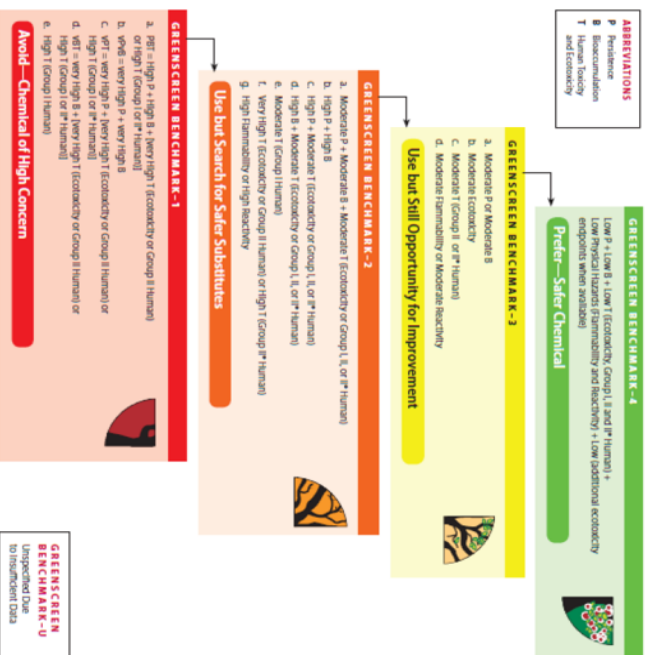 ABBREVIATIONS
P Persistence
B Bioaccumulation
T Human Toxicity
and Ecotoxicity
GREENSCREEN BENCHMARK–4
Low P + Low B + Low T (Ecotoxicity, Group I, II and II* Human) +
Low Physical Hazards (Flammability and Reactivity) + Low (additional ecotoxicity
endpoints when available)
Prefer—Safer Chemical
GREENSCREEN BENCHMARK–3
a. Moderate P or Moderate B
b. Moderate Ecotoxicity
c. Moderate T (Group II or II* Human)
d. Moderate Flammability or Moderate Reactivity
Use but Still Opportunity for Improvement
GREENSCREEN BENCHMARK–2
a. Moderate P + Moderate B + Moderate T (Ecotoxicity or Group I, II, or II* Human)
b. High P + High B
c. High P + Moderate T (Ecotoxicity or Group I, II, or II* Human)
d. High B + Moderate T (Ecotoxicity or Group I, II, or II* Human)
e. Moderate T (Group I Human)
f. Very High T (Ecotoxicity or Group II Human) or High T (Group II* Human)
g. High Flammability or High Reactivity
Use but Search for Safer Substitutes
GREENSCREEN BENCHMARK–1
a. PBT = High P + High B + [very High T (Ecotoxicity or Group II Human)
or High T (Group I or II* Human)]
b. vPvB = very High P + very High B
c. vPT = very High P + [very High T (Ecotoxicity or Group II Human) or
High T (Group I or II* Human)]
d. vBT = very High B + [very High T (Ecotoxicity or Group II Human) or
High T (Group I or II* Human)]
e. High T (Group I Human)
Avoid—Chemical of High Concern
GREENSCREEN
BENCHMARK–U
Unspecified Due
to Insufficient Data